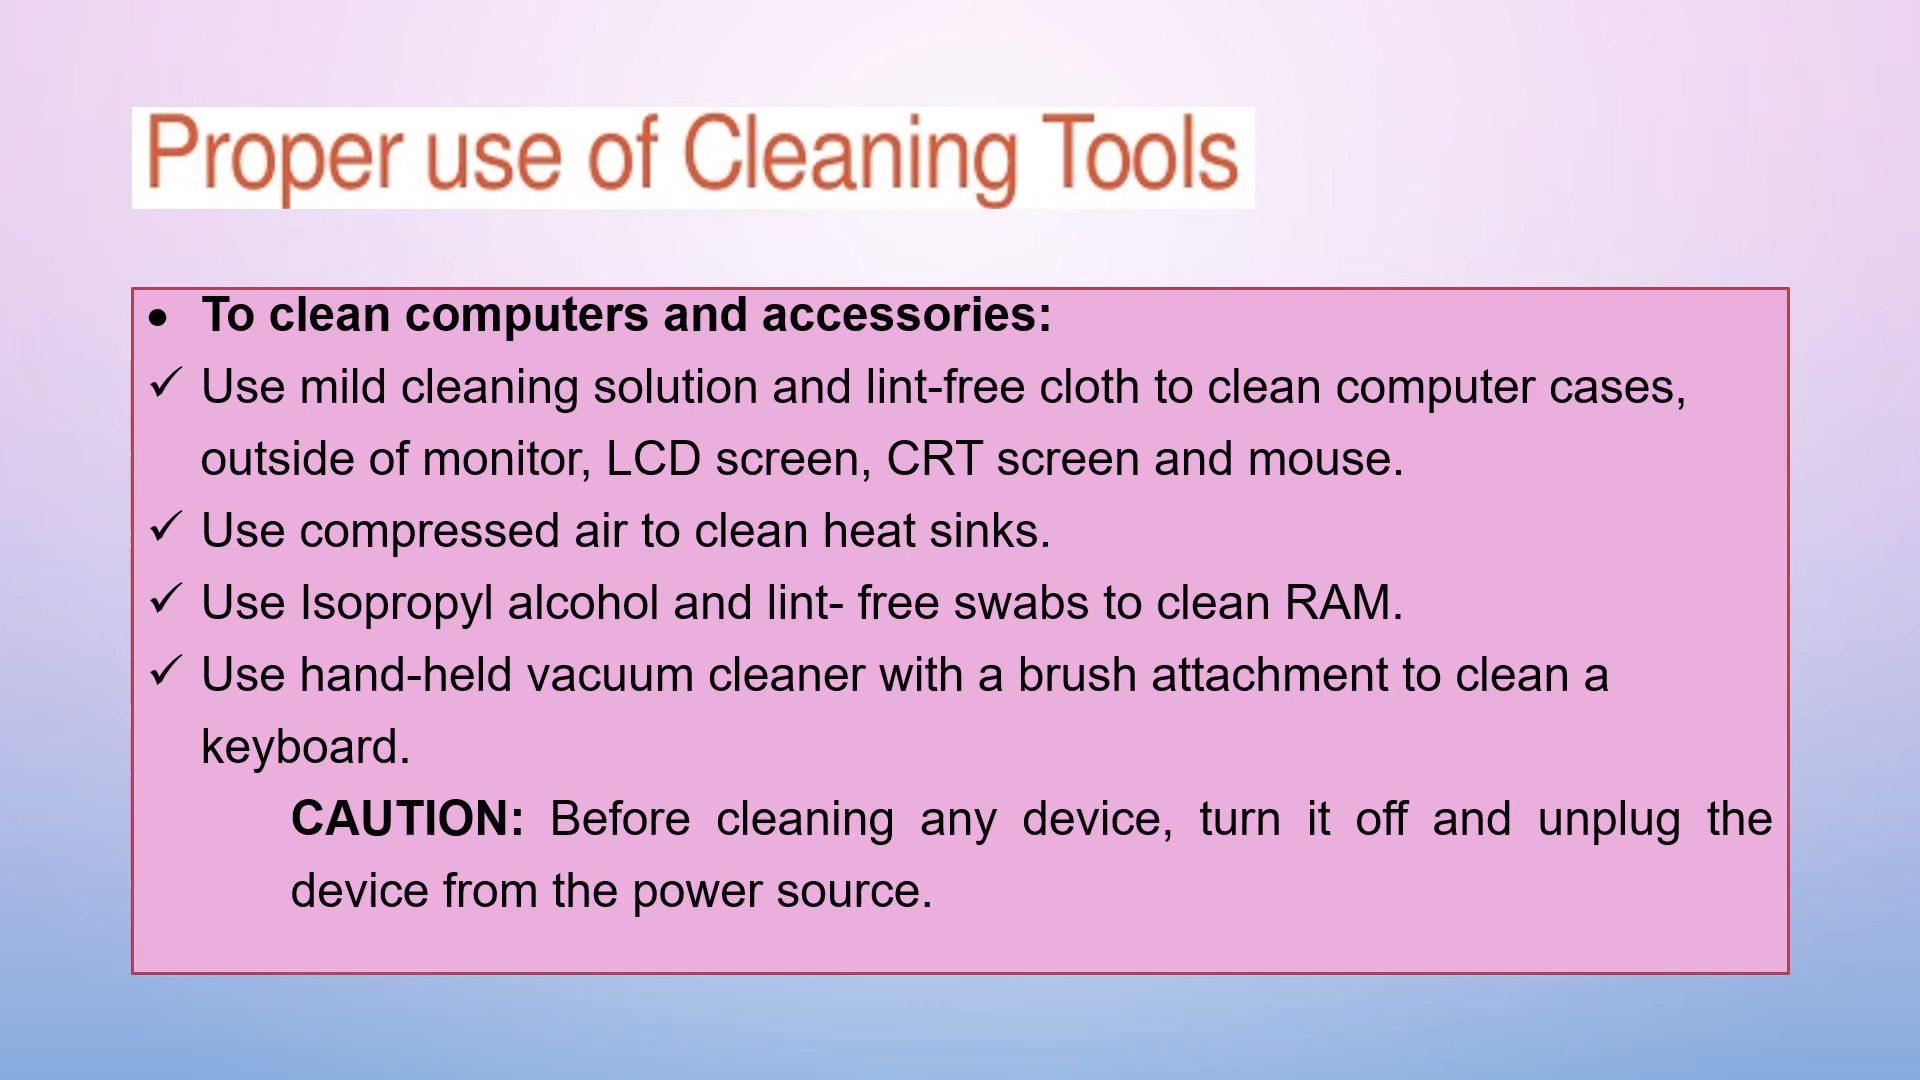 Proper use of Cleaning Tools
• To clean computers and accessories:
✓ Use mild cleaning solution and lint-free cloth to clean computer cases,
outside of monitor, LCD screen, CRT screen and mouse.
✓ Use compressed air to clean heat sinks.
✓ Use Isopropyl alcohol and lint- free swabs to clean RAM.
✓ Use hand-held vacuum cleaner with a brush attachment to clean a
keyboard.
CAUTION: Before cleaning any device, turn it off and unplug the
device from the power source.